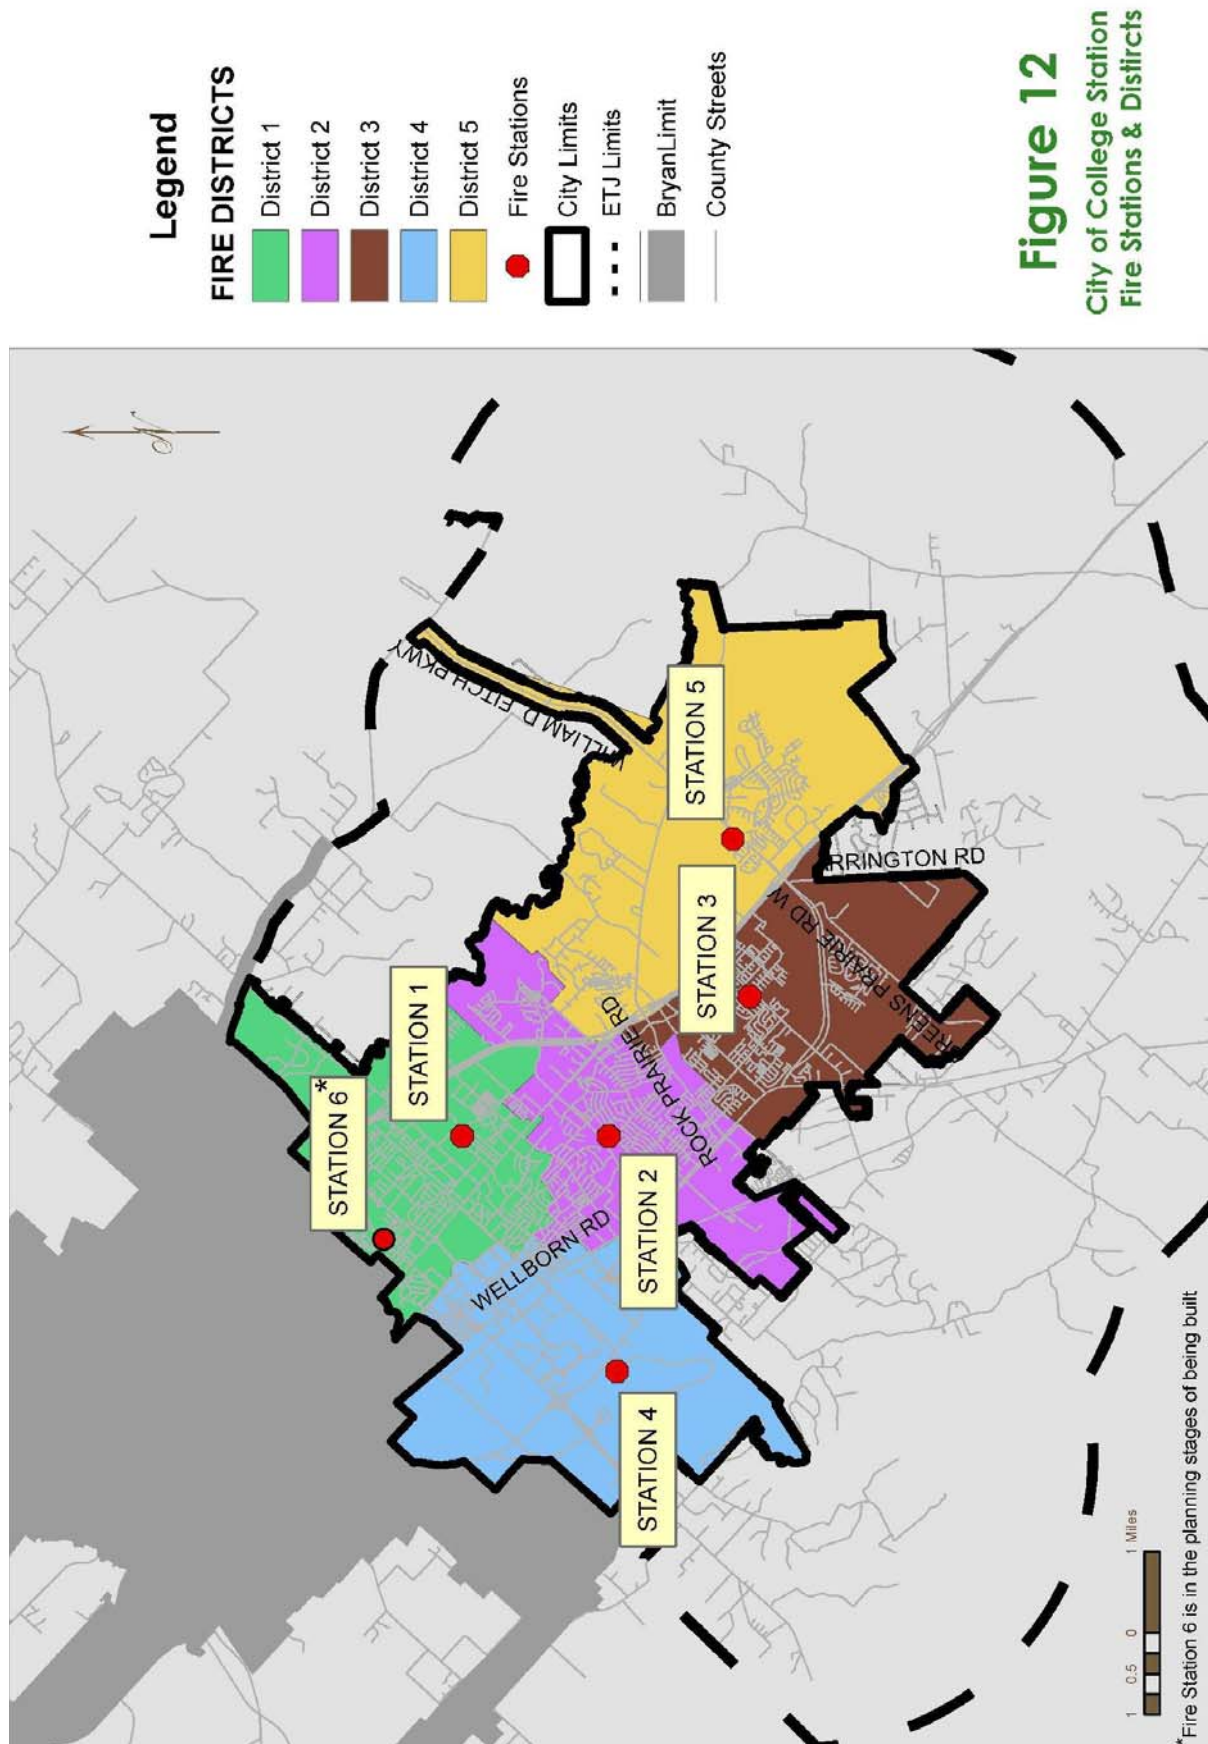 Legend
FIRE DISTRICTS
District 1
District 2
District 3
District 4
District 5
Fire Stations
City Limits
ETJ Limits
BryanLimit
County Streets
Figure 12
City of College Station
Fire Stations & Distircts
N
WILLIAM D. FITCH PKWY
STATION 6*
STATION 1
STATION 5
STATION 3
RRINGTON RD
REENS PRAIRIE RD W
ROCK PRAIRIE RD
WELLBORN RD
STATION 2
STATION 4
1 0.5 0 1 Miles
*Fire Station 6 is in the planning stages of being built